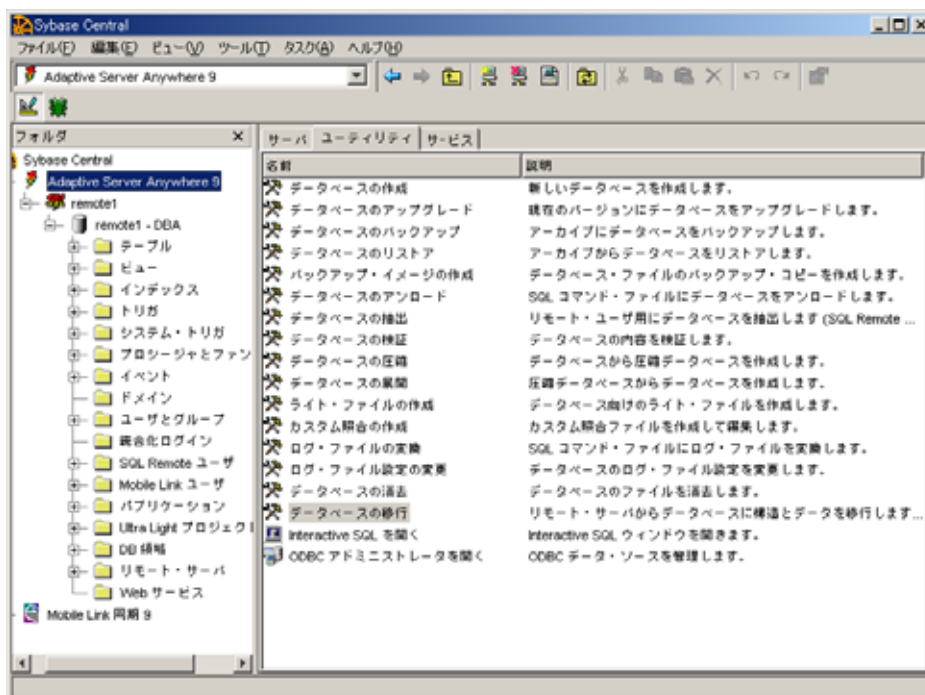 Sybase Central
ファイル(F) 編集(E) ビュー(V) ツール(T) タスク(A) ヘルプ(H)
Adaptive Server Anywhere 9
フォルダ
Sybase Central
Adaptive Server Anywhere 9
remote1
remote1 - DBA
テーブル
ビュー
インデックス
トリガ
システム・トリガ
プロシージャとファン
イベント
ドメイン
ユーザとグループ
統合化ログイン
SQL Remote ユーザ
Mobile Link ユーザ
パブリケーション
Ultra Light プロジェクト
DB 領域
リモート・サーバ
Web サービス
Mobile Link 同期 9
サーバ ユーティリティ サービス
名前 説明
データベースの作成 新しいデータベースを作成します。
データベースのアップグレード 現在のバージョンにデータベースをアップグレードします。
データベースのバックアップ アーカイブにデータベースをバックアップします。
データベースのリストア アーカイブからデータベースをリストアします。
バックアップ・イメージの作成 データベース・ファイルのバックアップ・コピーを作成します。
データベースのアンロード SQL コマンド・ファイルにデータベースをアンロードします。
データベースの抽出 リモート・ユーザ用にデータベースを抽出します (SQL Remote ...
データベースの検証 データベースの内容を検証します。
データベースの圧縮 データベースから圧縮データベースを作成します。
データベースの展開 圧縮データベースからデータベースを作成します。
ライト・ファイルの作成 データベース向けのライト・ファイルを作成します。
カスタム照合の作成 カスタム照合ファイルを作成して編集します。
ログ・ファイルの変換 SQL コマンド・ファイルにログ・ファイルを変換します。
ログ・ファイル設定の変更 データベースのログ・ファイル設定を変更します。
データベースの消去 データベースのファイルを消去します。
データベースの移行 リモート・サーバからデータベースに構造とデータを移行します...
Interactive SQL を開く Interactive SQL ウィンドウを開きます。
ODBC アドミニストレータを開く ODBC データ・ソースを管理します。